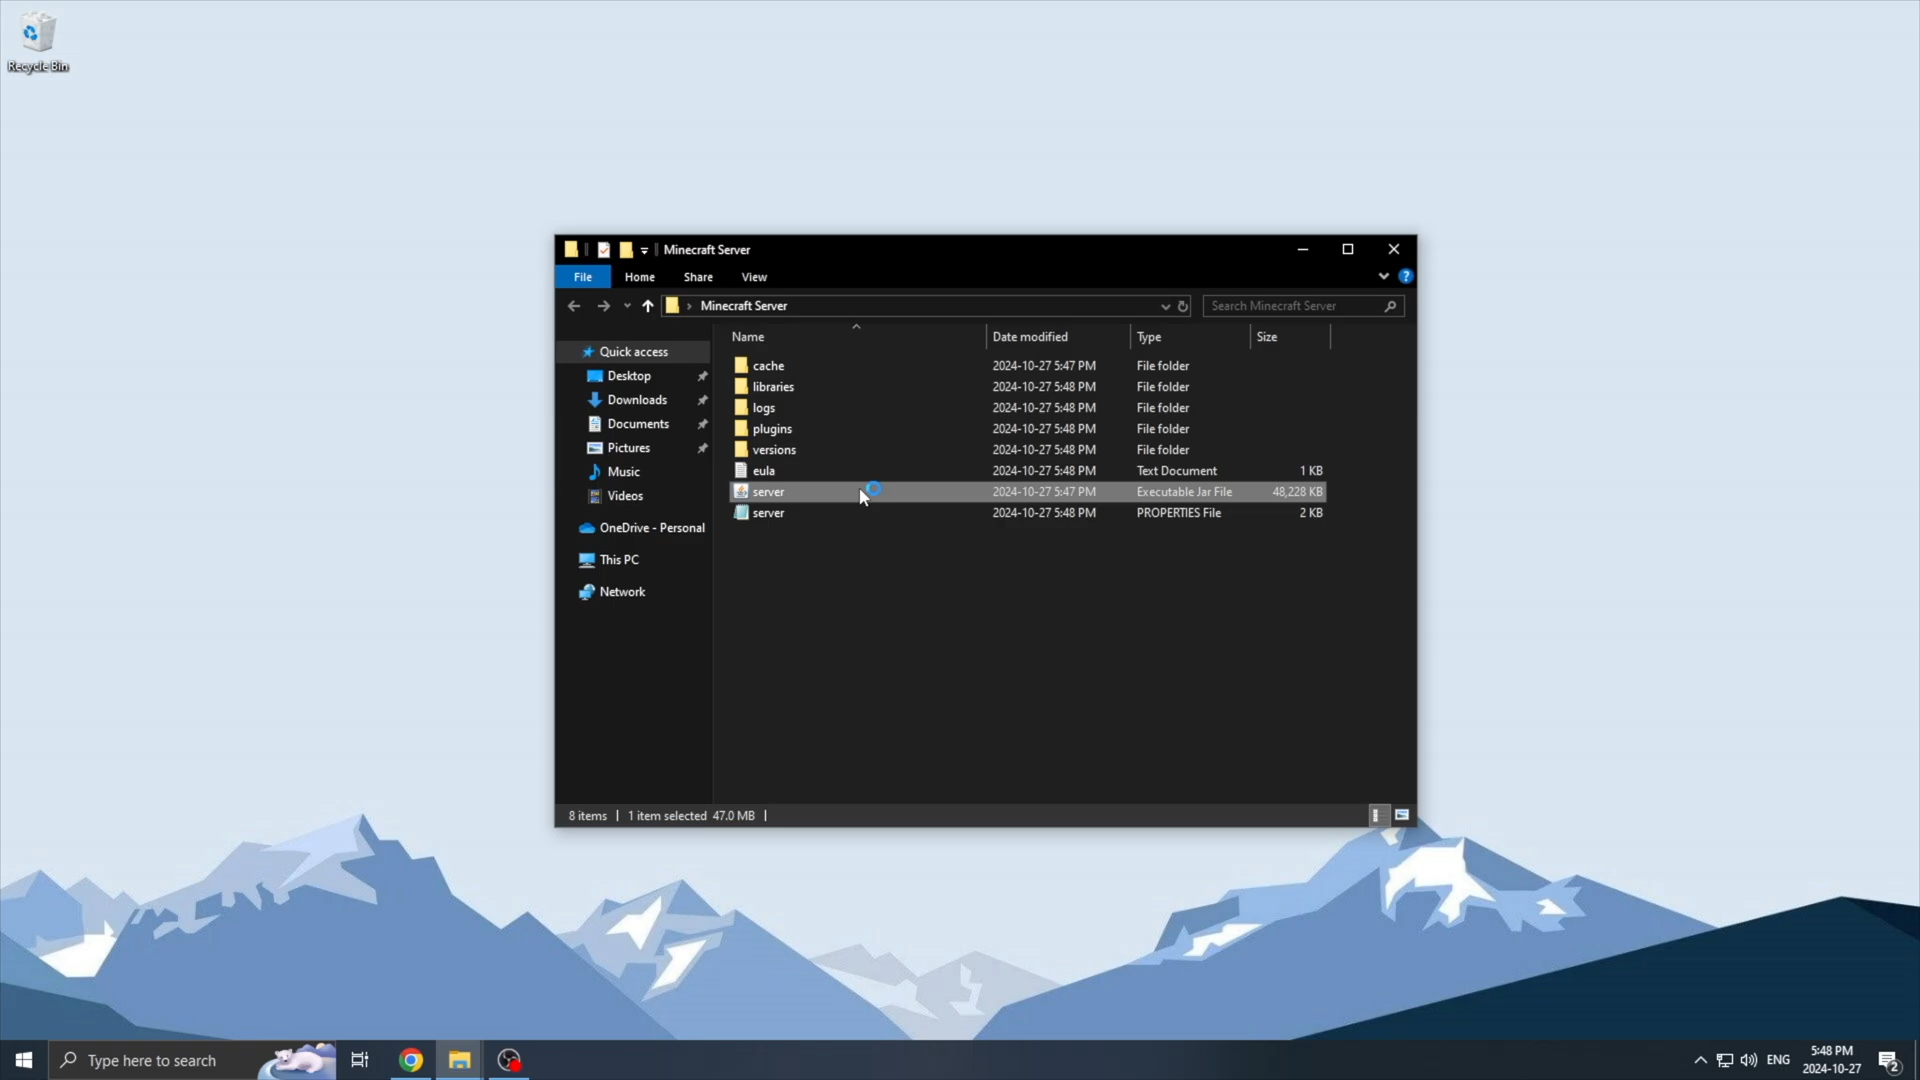 Recycle Bin
Minecraft Server
File Home Share View
Minecraft Server
Search Minecraft Server
Name Date modified Type Size
Quick access
Desktop
Downloads
Documents
Pictures
Music
Videos
OneDrive - Personal
This PC
Network
cache 2024-10-27 5:47 PM File folder
libraries 2024-10-27 5:48 PM File folder
logs 2024-10-27 5:48 PM File folder
plugins 2024-10-27 5:48 PM File folder
versions 2024-10-27 5:48 PM File folder
eula 2024-10-27 5:48 PM Text Document 1 KB
server 2024-10-27 5:47 PM Executable Jar File 48,228 KB
server 2024-10-27 5:48 PM PROPERTIES File 2 KB
8 items 1 item selected 47.0 MB
Type here to search
ENG
5:48 PM
2024-10-27
2